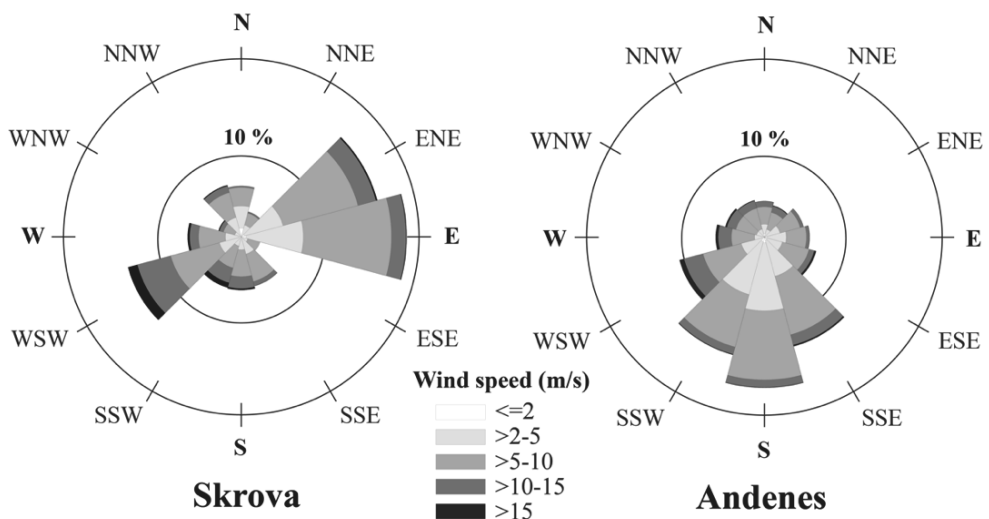 N
NNW
NNE
WNW
10 %
ENE
W
E
WSW
ESE
SSW
SSE
S
Skrova
N
NNW
NNE
WNW
10 %
ENE
W
E
WSW
ESE
SSW
SSE
S
Andenes
Wind speed (m/s)
<=2
>2-5
>5-10
>10-15
>15